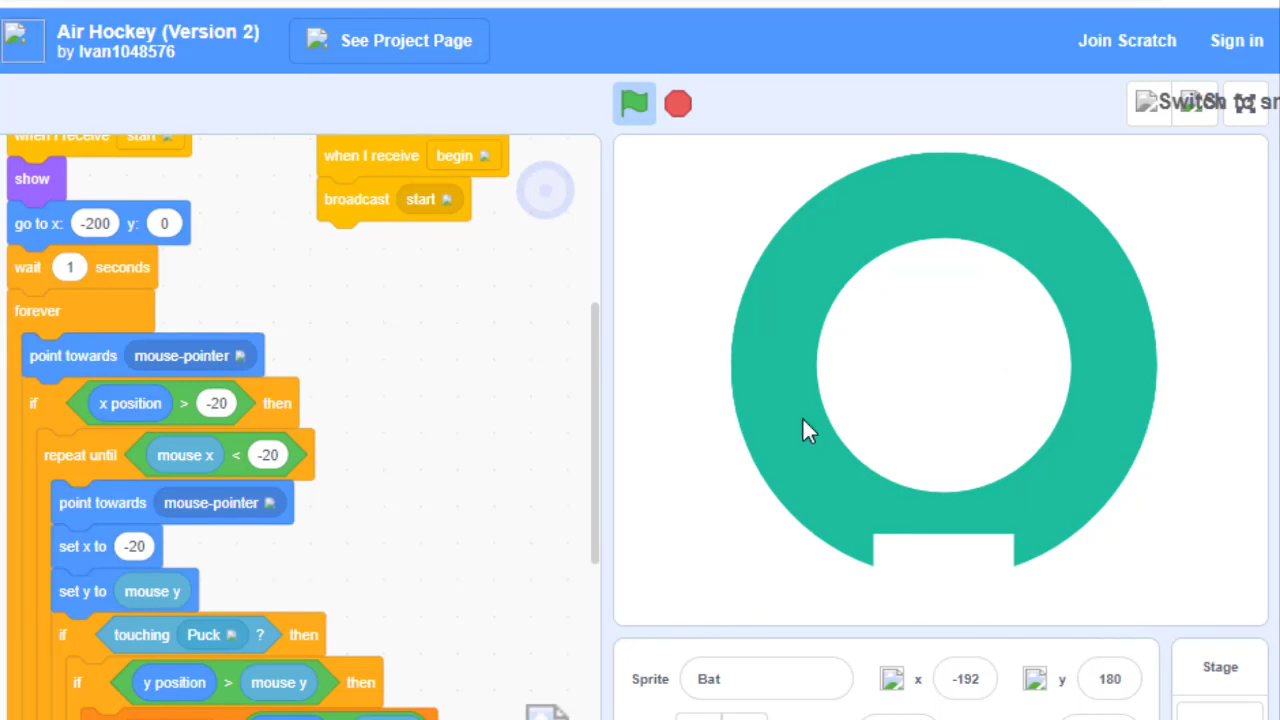 Air Hockey (Version 2)
by Ivan1048576
See Project Page
Join Scratch
Sign in
when I receive start
show
go to x: -200 y: 0
wait 1 seconds
forever
point towards mouse-pointer
if x position > -20 then
repeat until mouse x < -20
point towards mouse-pointer
set x to -20
set y to mouse y
if touching Puck ? then
if y position > mouse y then
when I receive begin
broadcast start
Sprite Bat x -192 y 180
Stage